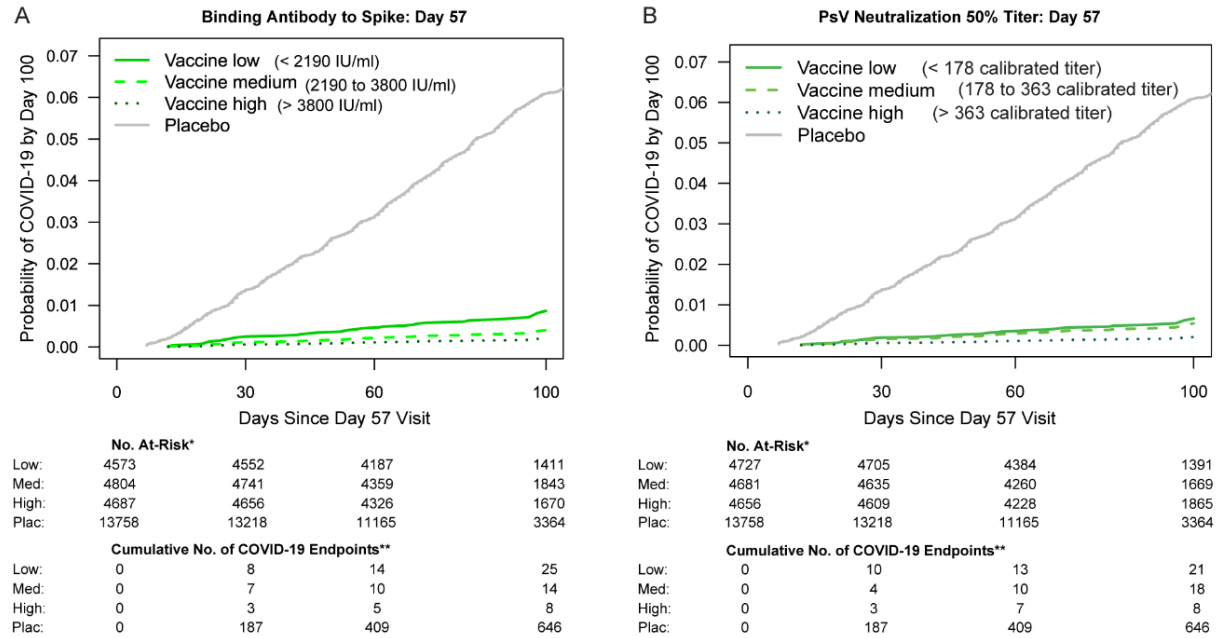 A
Binding Antibody to Spike: Day 57
Probability of COVID-19 by Day 100
0.07
0.06
0.05
0.04
0.03
0.02
0.01
0.00
Vaccine low (< 2190 IU/ml)
Vaccine medium (2190 to 3800 IU/ml)
Vaccine high (> 3800 IU/ml)
Placebo
0 30 60 100
Days Since Day 57 Visit
No. At-Risk*
Low: 4573 4552 4187 1411
Med: 4804 4741 4359 1843
High: 4687 4656 4326 1670
Plac: 13758 13218 11165 3364
Cumulative No. of COVID-19 Endpoints**
Low: 0 8 14 25
Med: 0 7 10 14
High: 0 3 5 8
Plac: 0 187 409 646
B
PsV Neutralization 50% Titer: Day 57
Probability of COVID-19 by Day 100
0.07
0.06
0.05
0.04
0.03
0.02
0.01
0.00
Vaccine low (< 178 calibrated titer)
Vaccine medium (178 to 363 calibrated titer)
Vaccine high (> 363 calibrated titer)
Placebo
0 30 60 100
Days Since Day 57 Visit
No. At-Risk*
Low: 4727 4705 4384 1391
Med: 4681 4635 4260 1669
High: 4656 4609 4228 1865
Plac: 13758 13218 11165 3364
Cumulative No. of COVID-19 Endpoints**
Low: 0 10 13 21
Med: 0 4 10 18
High: 0 3 7 8
Plac: 0 187 409 646